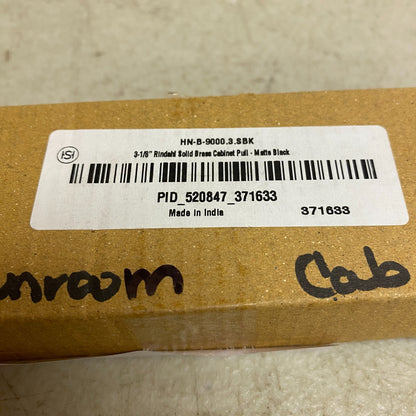 HN-B-9000.3.SBK
3-1/8" Rindahl Solid Brass Cabinet Pull - Matte Black
PID_520847_371633
Made in India 371633
nroom Cab